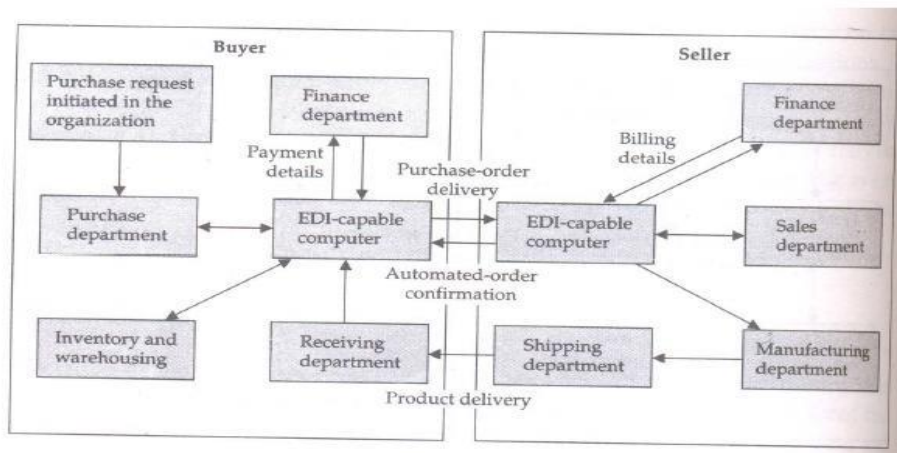 Buyer
Purchase request
initiated in the
organization
Finance
department
Payment
details
Purchase
department
EDI-capable
computer
Inventory and
warehousing
Receiving
department
Purchase-order
delivery
Automated-order
confirmation
Product delivery
Seller
Finance
department
Billing
details
EDI-capable
computer
Sales
department
Shipping
department
Manufacturing
department